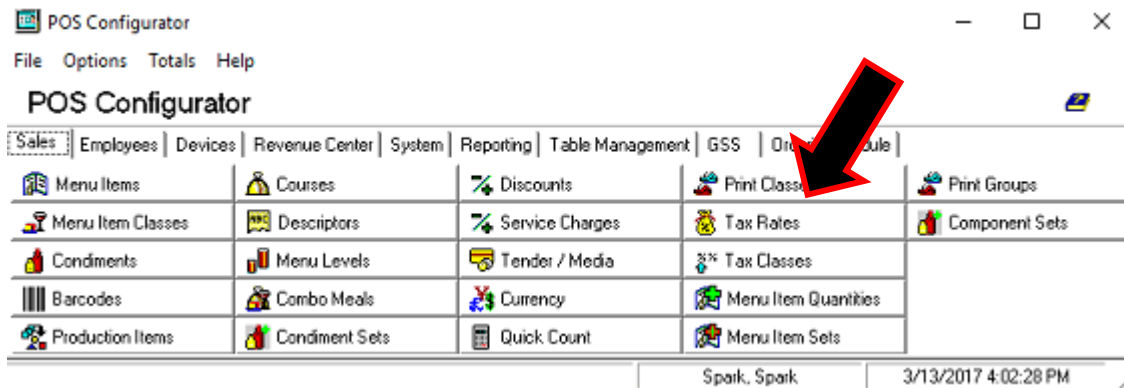 POS Configurator
File Options Totals Help
POS Configurator
Sales Employees Devices Revenue Center System Reporting Table Management GSS
Menu Items Courses Discounts Print Groups
Menu Item Classes Descriptors Service Charges Tax Rates Component Sets
Condiments Menu Levels Tender / Media Tax Classes
Barcodes Combo Meals Currency Menu Item Quantities
Production Items Condiment Sets Quick Count Menu Item Sets
Spark, Spark 3/13/2017 4:02:28 PM